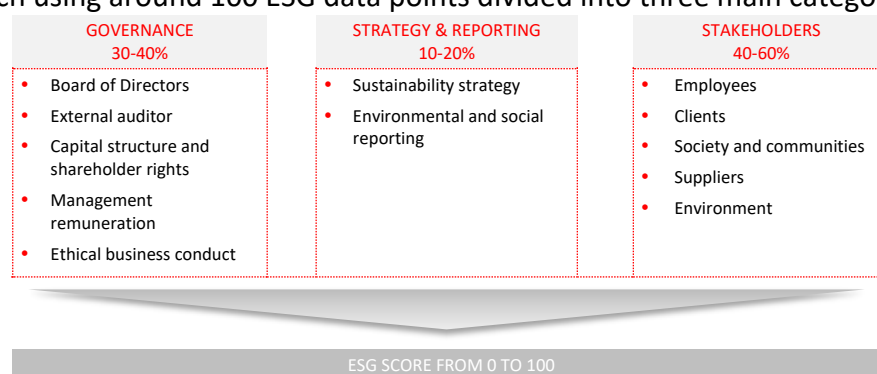 using around 100 ESG data points divided into three main
GOVERNANCE
30-40%
• Board of Directors
• External auditor
• Capital structure and
shareholder rights
• Management
remuneration
• Ethical business conduct
STRATEGY & REPORTING
10-20%
• Sustainability strategy
• Environmental and social
reporting
STAKEHOLDERS
40-60%
• Employees
• Clients
• Society and communities
• Suppliers
• Environment
ESG SCORE FROM 0 TO 100